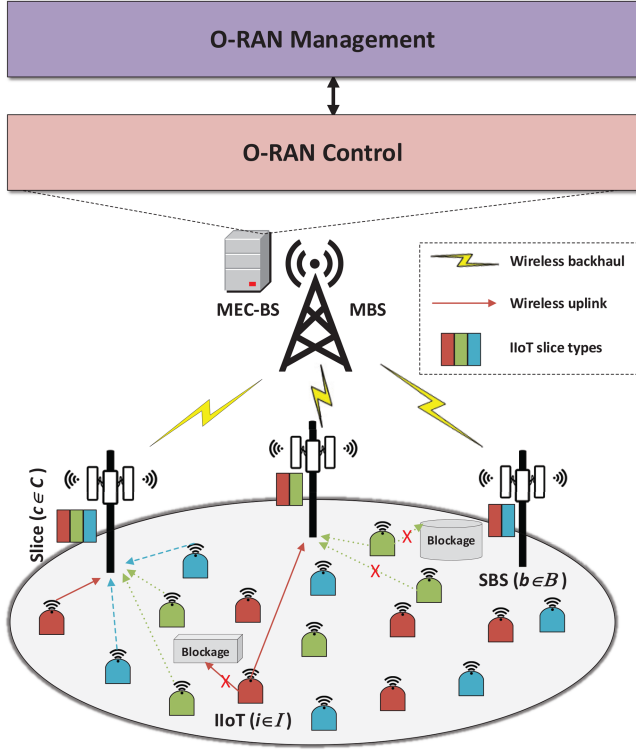 O-RAN Management
O-RAN Control
MEC-BS
MBS
Wireless backhaul
Wireless uplink
IIoT slice types
Slice (c ∈ C)
Blockage
SBS (b∈B)
Blockage
X
X
X
IIoT (i∈I)